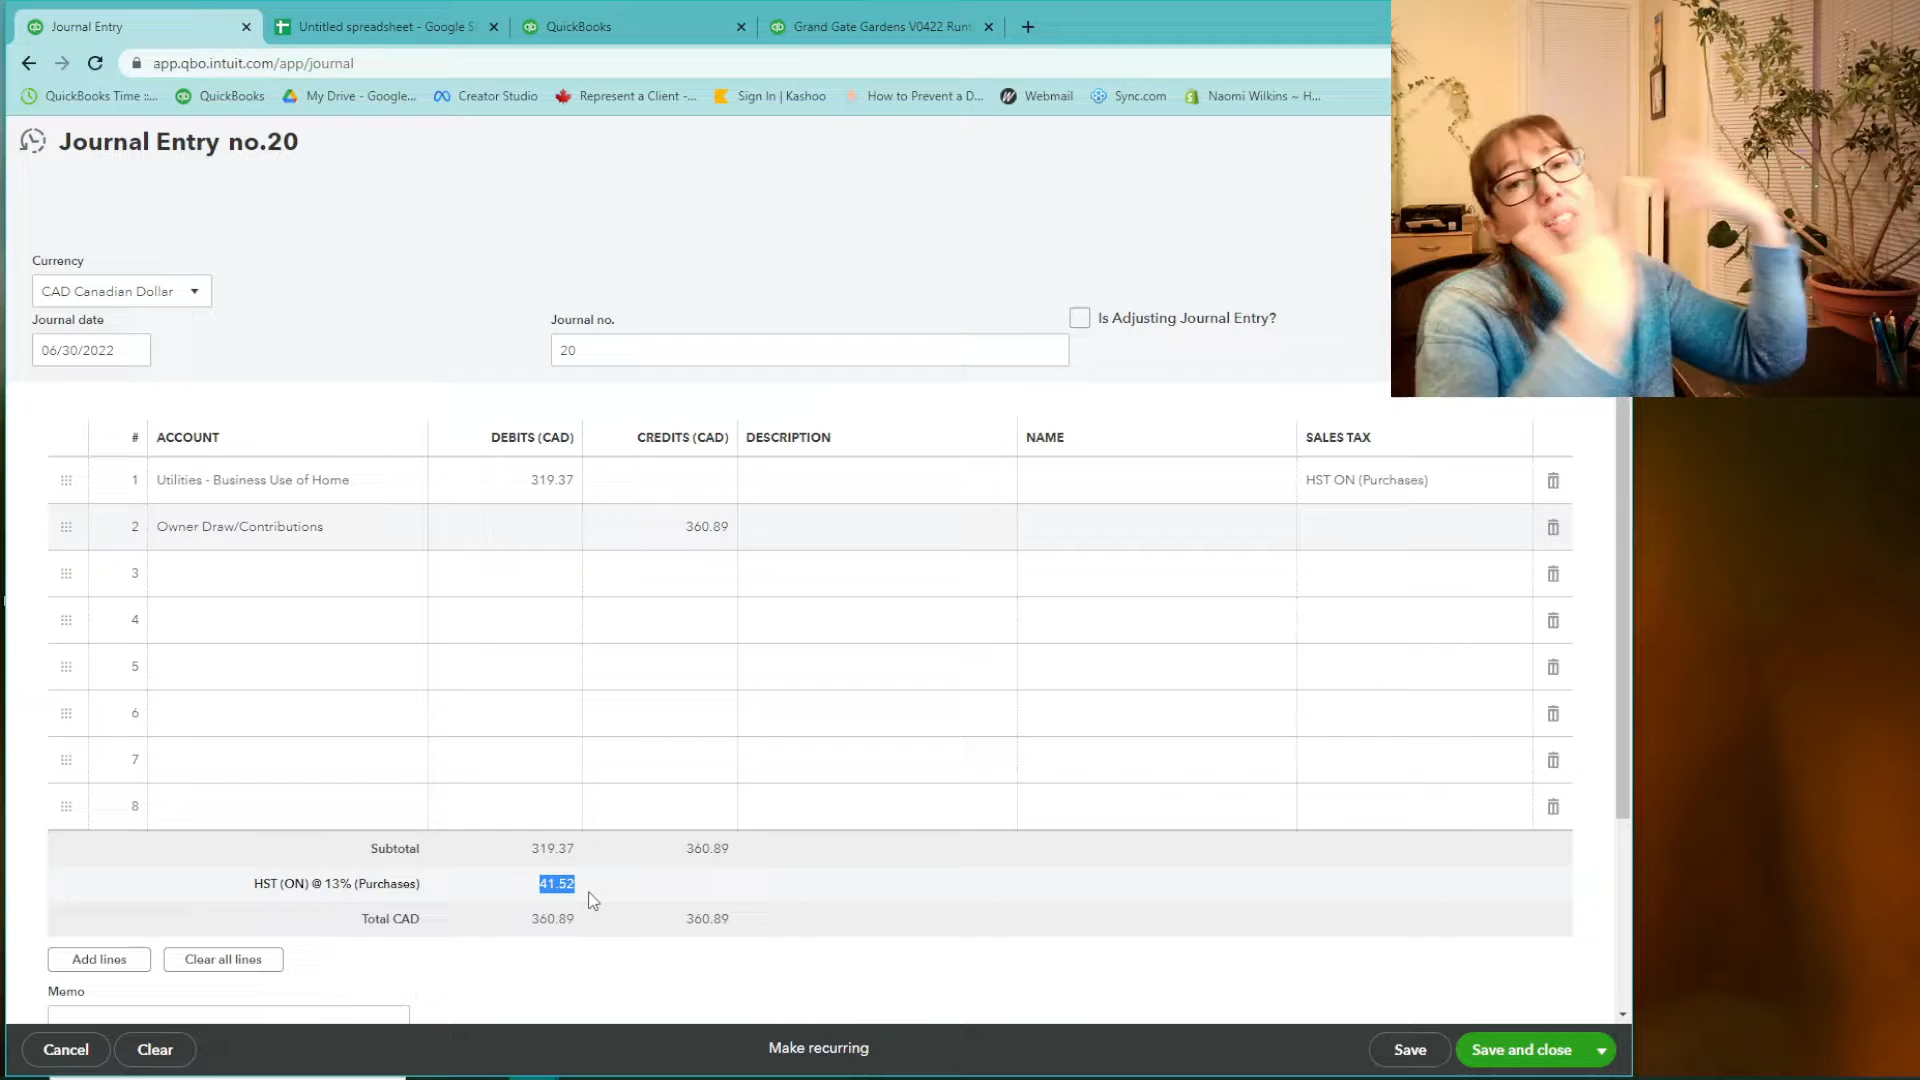 Journal Entry
Untitled spreadsheet - Google S
QuickBooks
Grand Gate Gardens V0422 Runt
app.qbo.intuit.com/app/journal
QuickBooks Time ::...
QuickBooks
My Drive - Google...
Creator Studio
Represent a Client -...
Sign In | Kashoo
How to Prevent a D...
Webmail
Sync.com
Naomi Wilkins ~ H...
Journal Entry no.20
Currency
CAD Canadian Dollar
Journal date
Journal no.
Is Adjusting Journal Entry?
06/30/2022
20
# ACCOUNT DEBITS (CAD) CREDITS (CAD) DESCRIPTION NAME SALES TAX
1 Utilities - Business Use of Home 319.37 HST ON (Purchases)
2 Owner Draw/Contributions 360.89
3
4
5
6
7
8
Subtotal 319.37 360.89
HST (ON) @ 13% (Purchases) 41.52
Total CAD 360.89 360.89
Add lines
Clear all lines
Memo
Cancel
Clear
Make recurring
Save
Save and close